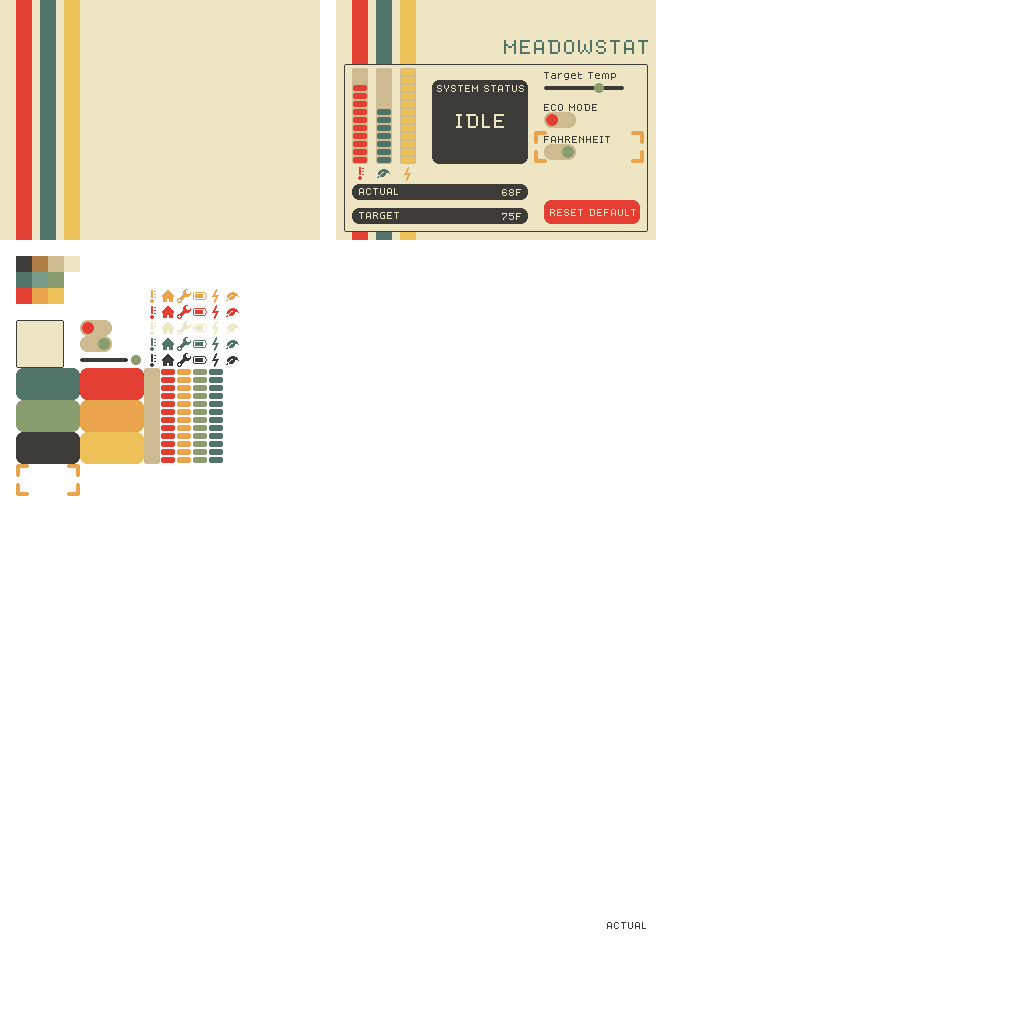 MEADOWSTAT
Target Temp
SYSTEM STATUS
IDLE
ECO MODE
FAHRENHEIT
ACTUAL 68F
TARGET 75F
RESET DEFAULT
ACTUAL